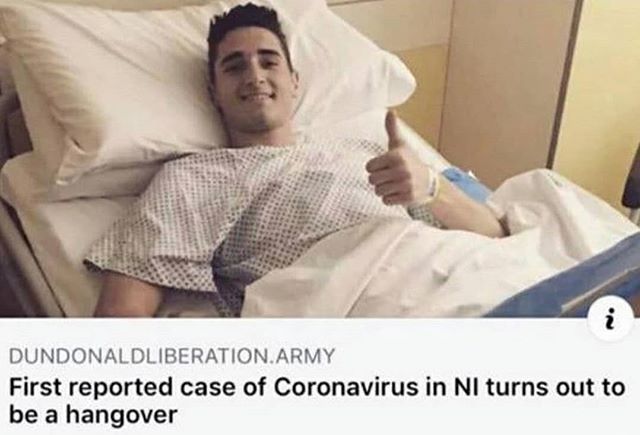 i
DUNDONALDLIBERATION.ARMY
First reported case of Coronavirus in NI turns out to
be a hangover